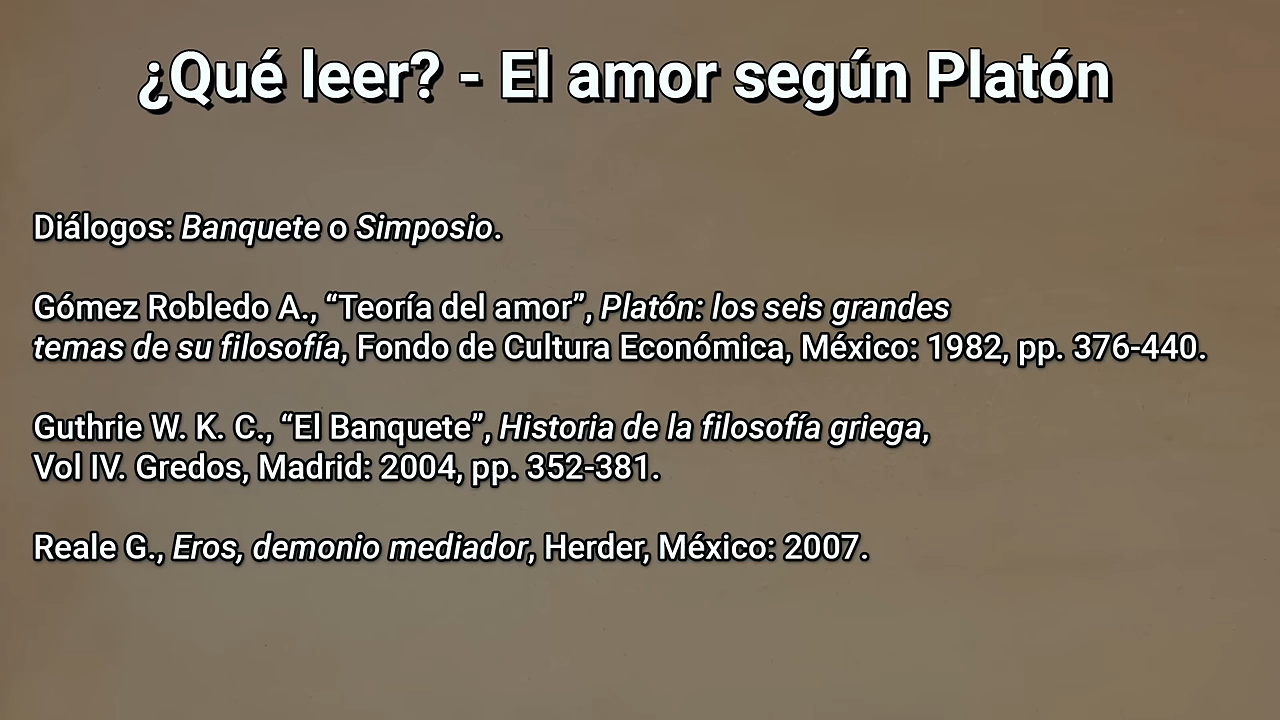 ¿Qué leer? - El amor según Platón
Diálogos: Banquete o Simposio.
Gómez Robledo A., “Teoría del amor”, Platón: los seis grandes
temas de su filosofía, Fondo de Cultura Económica, México: 1982, pp. 376-440.
Guthrie W. K. C., “El Banquete”, Historia de la filosofía griega,
Vol IV. Gredos, Madrid: 2004, pp. 352-381.
Reale G., Eros, demonio mediador, Herder, México: 2007.